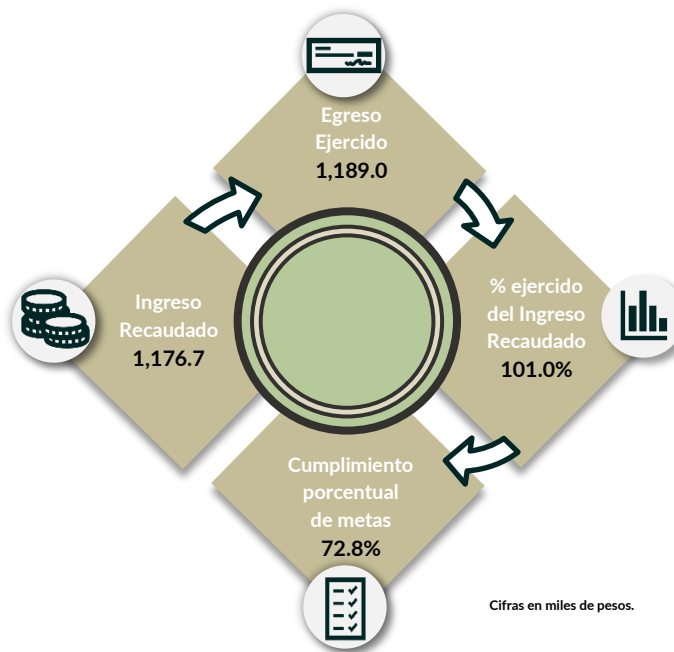 Egreso
Ejercido
1,189.0
Ingreso
Recaudado
1,176.7
% ejercido
del Ingreso
Recaudado
101.0%
Cumplimiento
porcentual
de metas
72.8%
Cifras en miles de pesos.